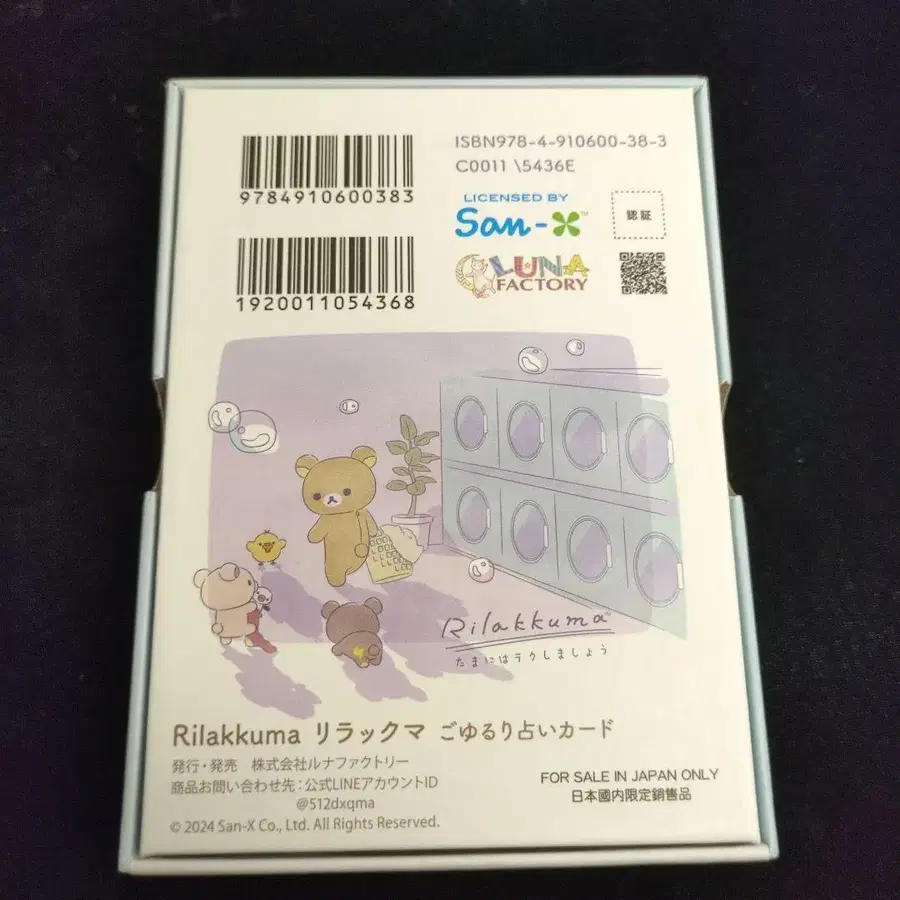 ISBN978-4-910600-38-3
C0011 \5436E
9784910600383
LICENSED BY
San-X™
認証
1920011054368
LUNA
FACTORY
Rilakkuma™
たまにはラクしましょう
Rilakkuma リラックマ ごゆるり占いカード
発行・発売 株式会社ルナファクトリー
商品お問い合わせ先：公式LINEアカウントID
@512dxqma
© 2024 San-X Co., Ltd. All Rights Reserved.
FOR SALE IN JAPAN ONLY
日本國内限定銷售品